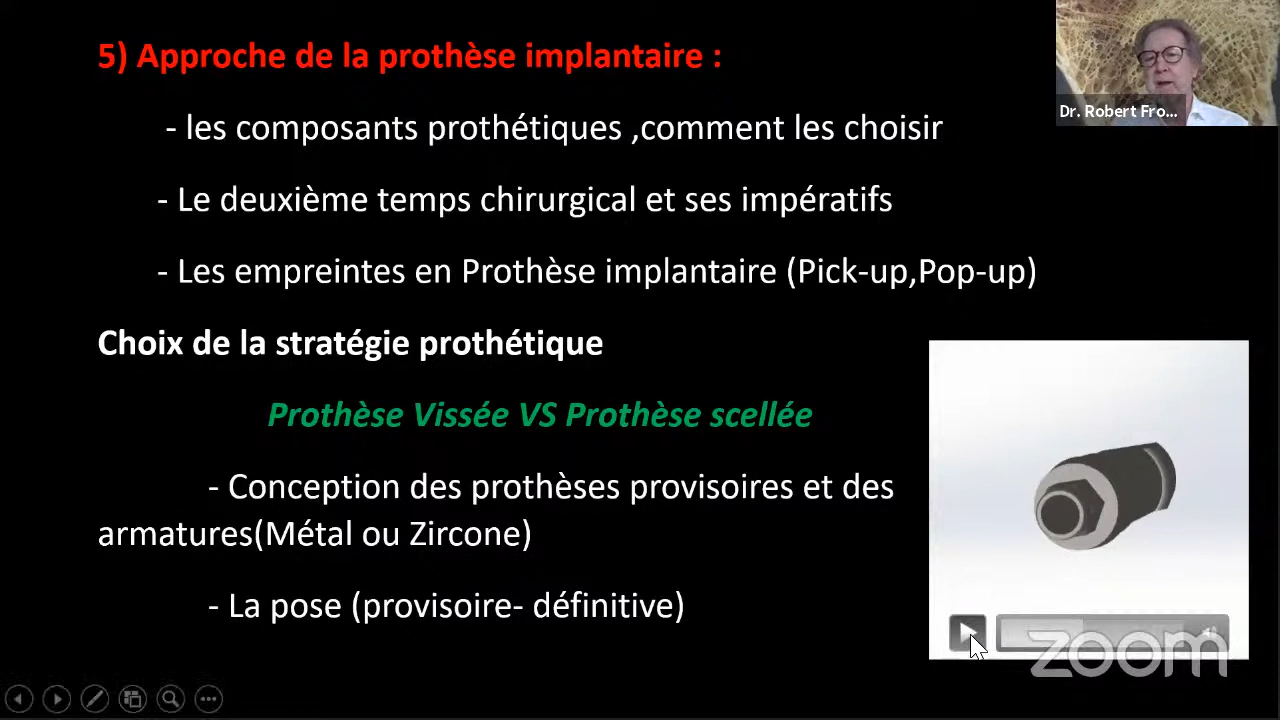 5) Approche de la prothèse implantaire :
Dr. Robert Fro...
- les composants prothétiques ,comment les choisir
- Le deuxième temps chirurgical et ses impératifs
- Les empreintes en Prothèse implantaire (Pick-up,Pop-up)
Choix de la stratégie prothétique
Prothèse Vissée VS Prothèse scellée
- Conception des prothèses provisoires et des
armatures(Métal ou Zircone)
- La pose (provisoire- définitive)
zoom